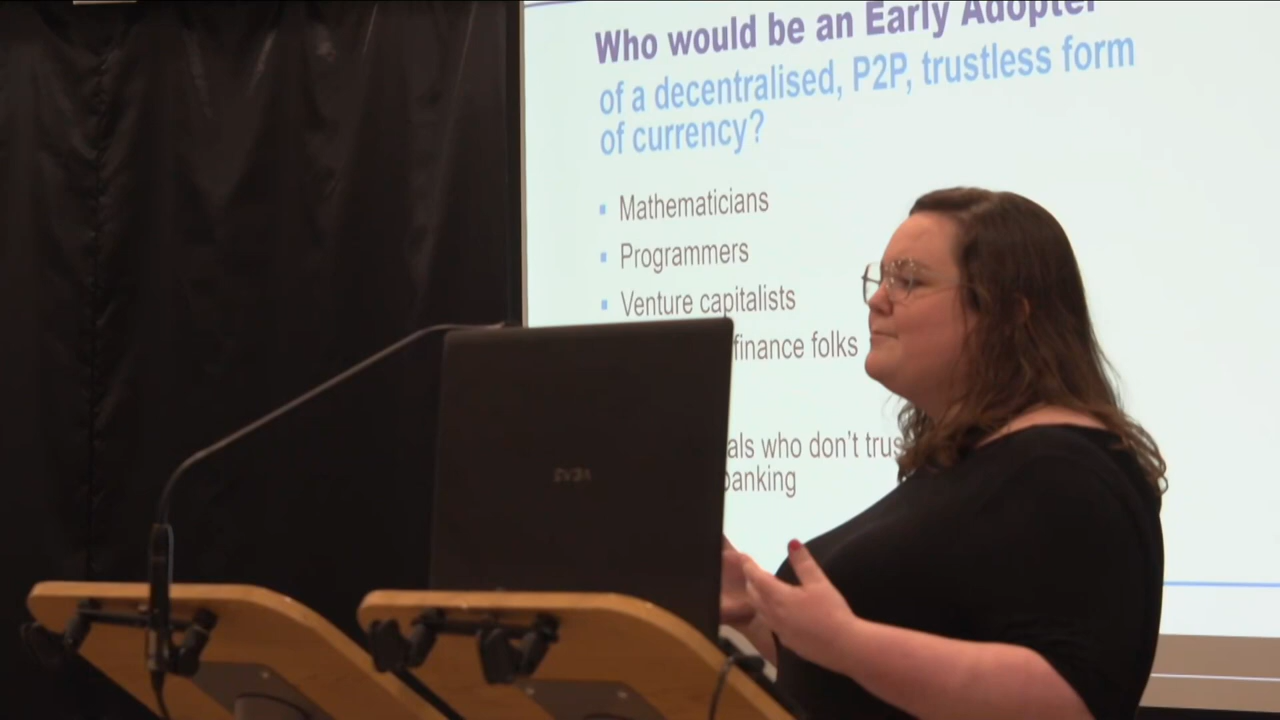 Who would be an Early Adopter
of a decentralised, P2P, trustless form
of currency?
Mathematicians
Programmers
Venture capitalists
finance folks
als who don't trus
banking
EVGA